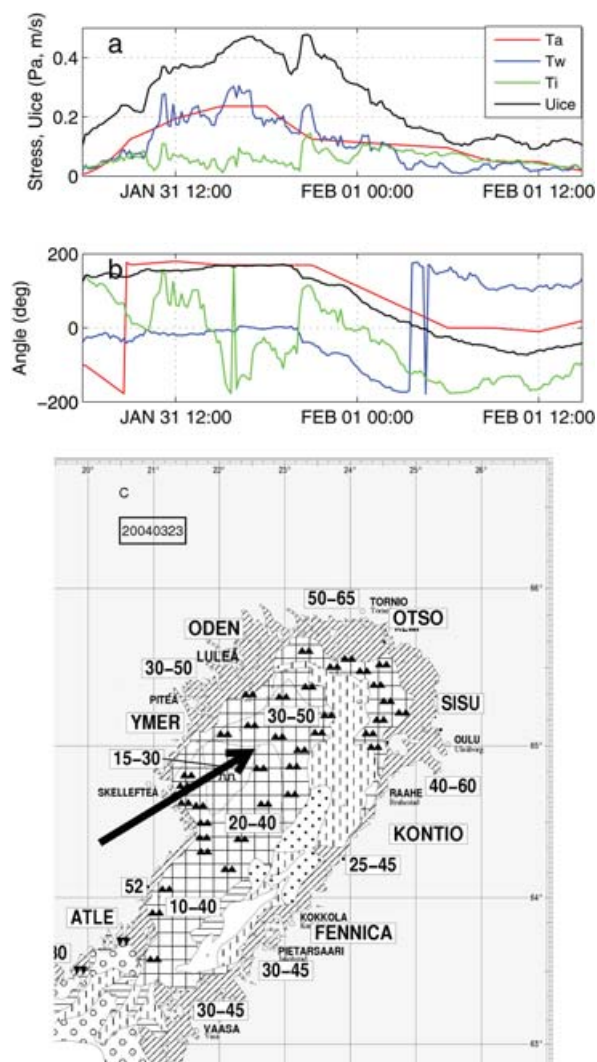 a
Stress, Uice (Pa, m/s)
0.4
0.2
0
Ta
Tw
Ti
Uice
JAN 31 12:00
FEB 01 00:00
FEB 01 12:00
b
Angle (deg)
200
0
−200
JAN 31 12:00
FEB 01 00:00
FEB 01 12:00
20° 21° 22° 23° 24° 25° 26°
C
20040323
50−65
TORNIO
OTSO
ODEN
LULEÅ
30−50
PITEÅ
SISU
YMER
30−50
OULU
15−30
SKELLEFTEÅ
40−60
RAAHE
KONTIO
20−40
25−45
52
10−40
ATLE
KOKKOLA
FENNICA
PIETARSAARI
30−45
30−45
VAASA